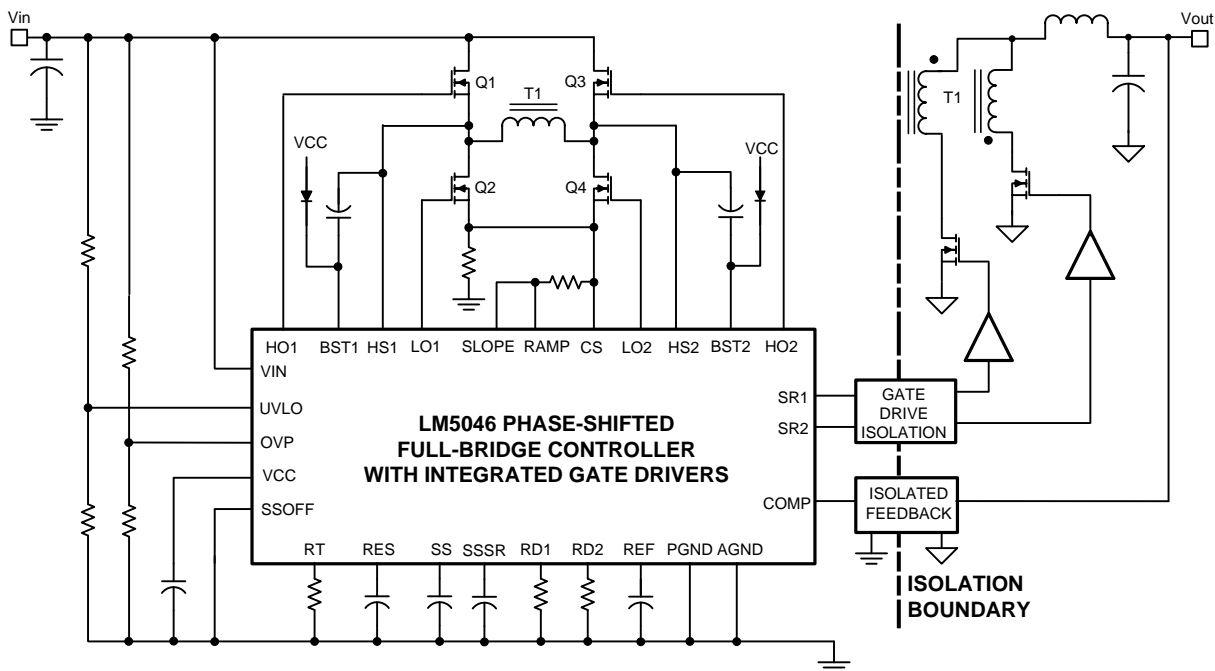 Vin
Vout
Q1
Q3
T1
T1
VCC
VCC
Q2
Q4
HO1
BST1
HS1
LO1
SLOPE
RAMP
CS
LO2
HS2
BST2
HO2
VIN
UVLO
OVP
VCC
SSOFF
LM5046 PHASE-SHIFTED
FULL-BRIDGE CONTROLLER
WITH INTEGRATED GATE DRIVERS
SR1
SR2
COMP
GATE
DRIVE
ISOLATION
ISOLATED
FEEDBACK
RT
RES
SS
SSSR
RD1
RD2
REF
PGND
AGND
ISOLATION
BOUNDARY